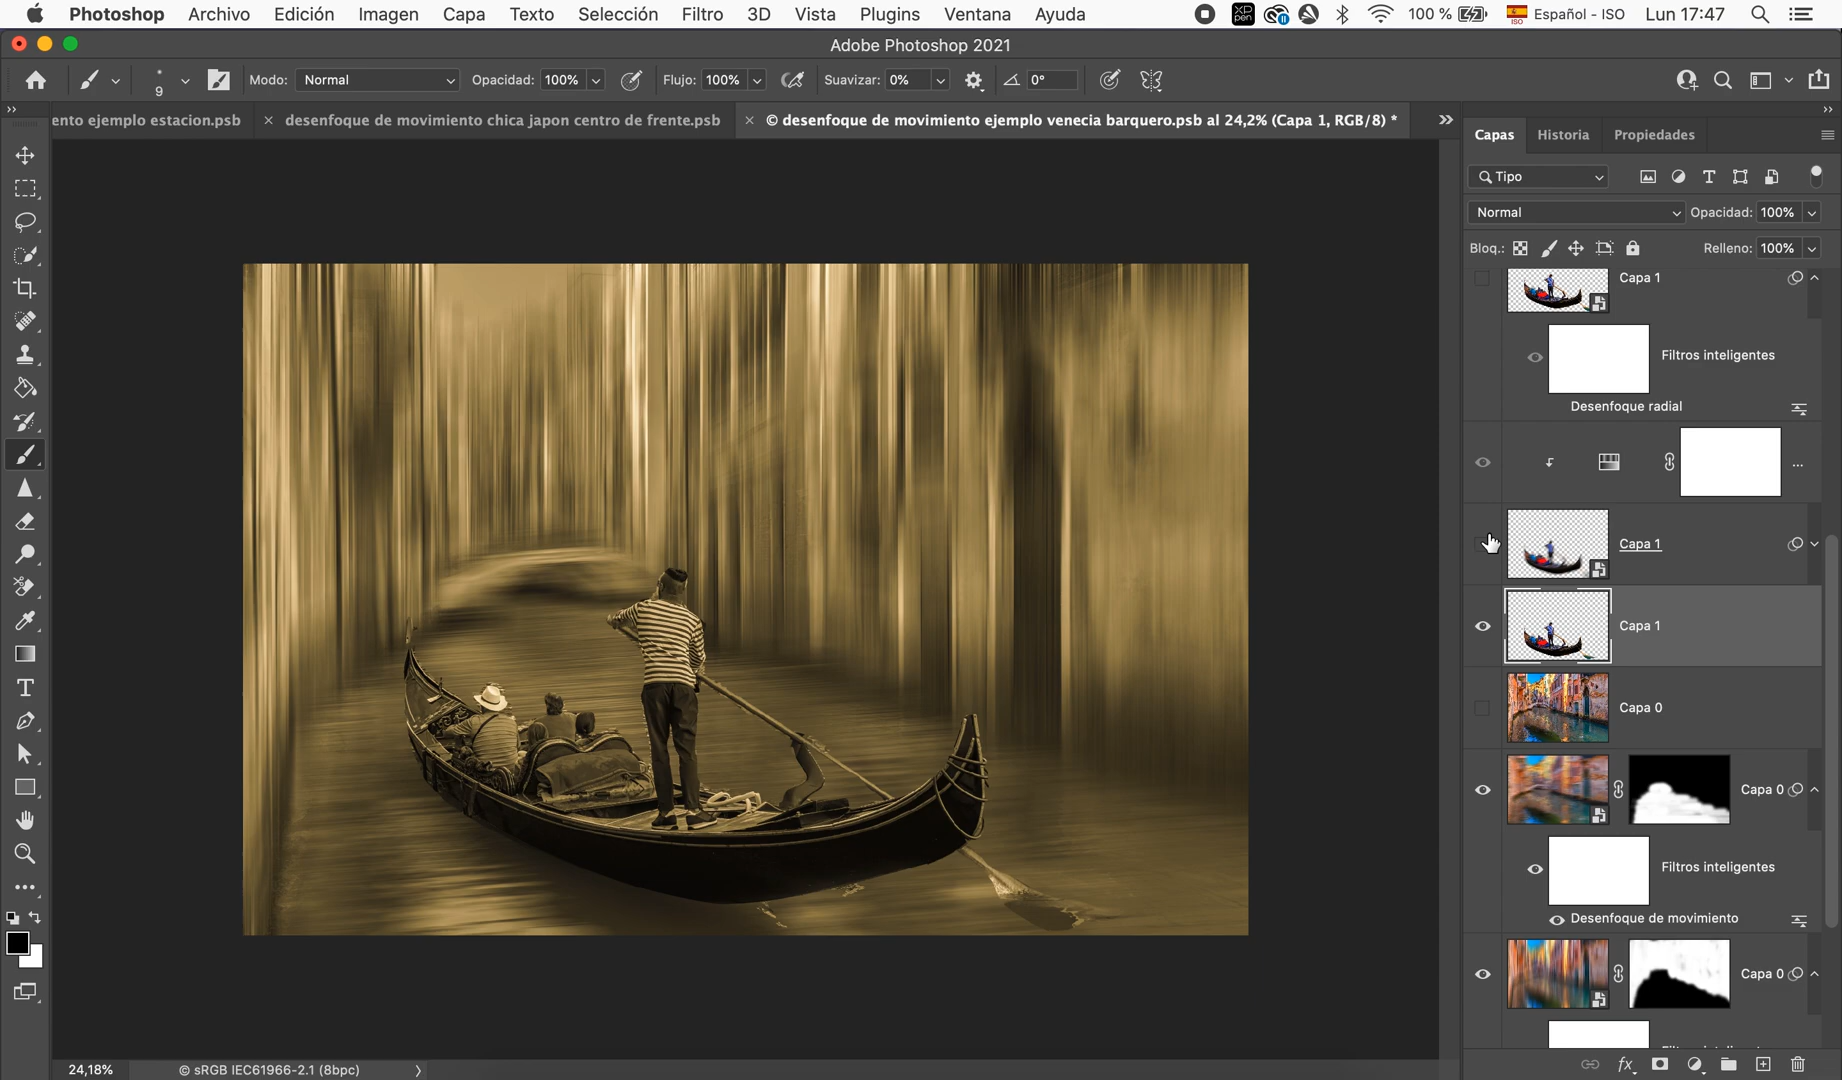 Photoshop Archivo Edición Imagen Capa Texto Selección Filtro 3D Vista Plugins Ventana Ayuda XP pen 100 % ISO Español - ISO Lun 17:47
Adobe Photoshop 2021
9 Modo: Normal Opacidad: 100% Flujo: 100% Suavizar: 0% 0°
ento ejemplo estacion.psb × desenfoque de movimiento chica japon centro de frente.psb × © desenfoque de movimiento ejemplo venecia barquero.psb al 24,2% (Capa 1, RGB/8) *
Capas Historia Propiedades
Tipo
Normal Opacidad: 100%
Bloq.: Relleno: 100%
Capa 1
Filtros inteligentes
Desenfoque radial
Capa 1
Capa 1
Capa 0
Capa 0
Filtros inteligentes
Desenfoque de movimiento
Capa 0
24,18% © sRGB IEC61966-2.1 (8bpc)
fx